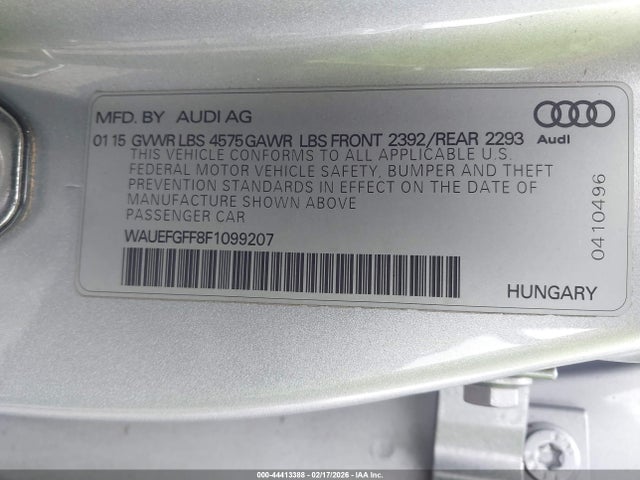 MFD. BY AUDI AG
01 15 GVWR LBS 4575 GAWR LBS FRONT 2392/REAR 2293
THIS VEHICLE CONFORMS TO ALL APPLICABLE U.S.
FEDERAL MOTOR VEHICLE SAFETY, BUMPER AND THEFT
PREVENTION STANDARDS IN EFFECT ON THE DATE OF
MANUFACTURE SHOWN ABOVE
PASSENGER CAR
WAUEFGFF8F1099207
Audi
0410496
HUNGARY
000-44413388 - 02/17/2026 - IAA Inc.